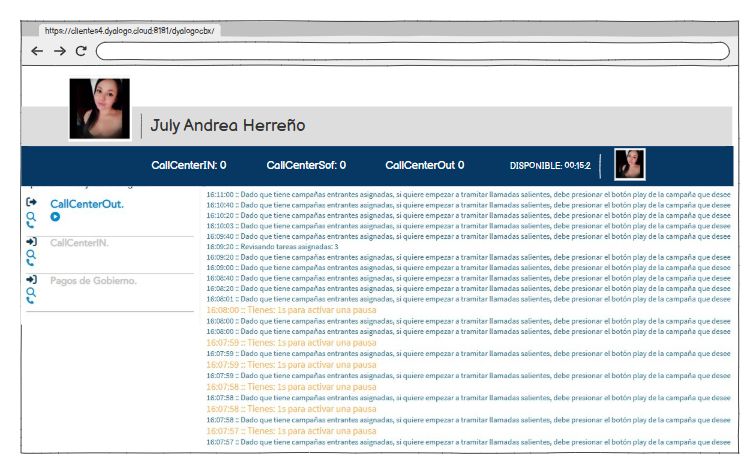 https://clientes4.dyalogo.cloud:8181/dyalogocbx/
July Andrea Herreño
CallCenterIN: 0 CallCenterSof: 0 CallCenterOut 0 DISPONIBLE: 00:15:2
CallCenterOut.
CallCenterIN.
Pagos de Gobierno.
16:11:00 :: Dado que tiene campañas entrantes asignadas, si quiere empezar a tramitar llamadas salientes, debe presionar el botón play de la campaña que desee
16:10:40 :: Dado que tiene campañas entrantes asignadas, si quiere empezar a tramitar llamadas salientes, debe presionar el botón play de la campaña que desee
16:10:20 :: Dado que tiene campañas entrantes asignadas, si quiere empezar a tramitar llamadas salientes, debe presionar el botón play de la campaña que desee
16:10:03 :: Dado que tiene campañas entrantes asignadas, si quiere empezar a tramitar llamadas salientes, debe presionar el botón play de la campaña que desee
16:09:40 :: Dado que tiene campañas entrantes asignadas, si quiere empezar a tramitar llamadas salientes, debe presionar el botón play de la campaña que desee
16:09:20 :: Revisando tareas asignadas: 3
16:09:20 :: Dado que tiene campañas entrantes asignadas, si quiere empezar a tramitar llamadas salientes, debe presionar el botón play de la campaña que desee
16:09:00 :: Dado que tiene campañas entrantes asignadas, si quiere empezar a tramitar llamadas salientes, debe presionar el botón play de la campaña que desee
16:08:40 :: Dado que tiene campañas entrantes asignadas, si quiere empezar a tramitar llamadas salientes, debe presionar el botón play de la campaña que desee
16:08:20 :: Dado que tiene campañas entrantes asignadas, si quiere empezar a tramitar llamadas salientes, debe presionar el botón play de la campaña que desee
16:08:01 :: Dado que tiene campañas entrantes asignadas, si quiere empezar a tramitar llamadas salientes, debe presionar el botón play de la campaña que desee
16:08:00 :: Tienes: 1s para activar una pausa
16:08:00 :: Dado que tiene campañas entrantes asignadas, si quiere empezar a tramitar llamadas salientes, debe presionar el botón play de la campaña que desee
16:08:00 :: Dado que tiene campañas entrantes asignadas, si quiere empezar a tramitar llamadas salientes, debe presionar el botón play de la campaña que desee
16:07:59 :: Tienes: 1s para activar una pausa
16:07:59 :: Dado que tiene campañas entrantes asignadas, si quiere empezar a tramitar llamadas salientes, debe presionar el botón play de la campaña que desee
16:07:59 :: Tienes: 1s para activar una pausa
16:07:59 :: Dado que tiene campañas entrantes asignadas, si quiere empezar a tramitar llamadas salientes, debe presionar el botón play de la campaña que desee
16:07:58 :: Tienes: 1s para activar una pausa
16:07:58 :: Dado que tiene campañas entrantes asignadas, si quiere empezar a tramitar llamadas salientes, debe presionar el botón play de la campaña que desee
16:07:58 :: Tienes: 1s para activar una pausa
16:07:58 :: Dado que tiene campañas entrantes asignadas, si quiere empezar a tramitar llamadas salientes, debe presionar el botón play de la campaña que desee
16:07:57 :: Tienes: 1s para activar una pausa
16:07:57 :: Dado que tiene campañas entrantes asignadas, si quiere empezar a tramitar llamadas salientes, debe presionar el botón play de la campaña que desee